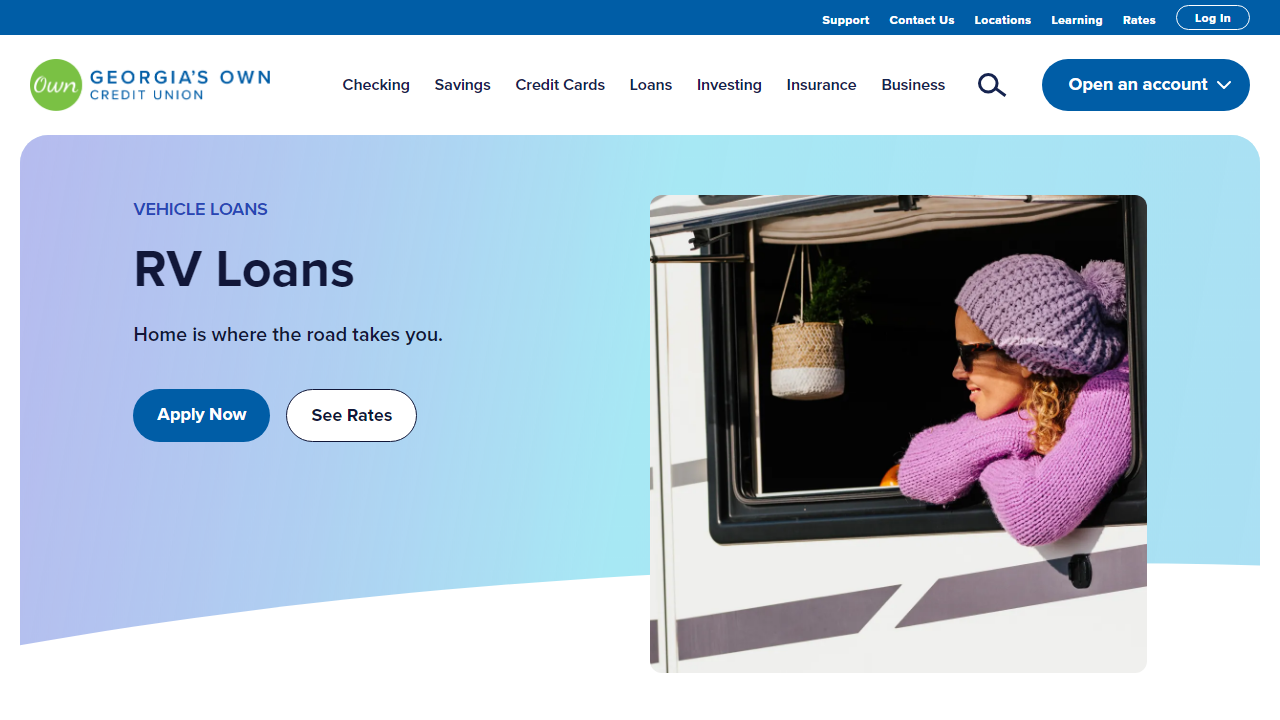 Support Contact Us Locations Learning Rates Log In
Own GEORGIA'S OWN
CREDIT UNION
Checking Savings Credit Cards Loans Investing Insurance Business Open an account
VEHICLE LOANS
RV Loans
Home is where the road takes you.
Apply Now See Rates